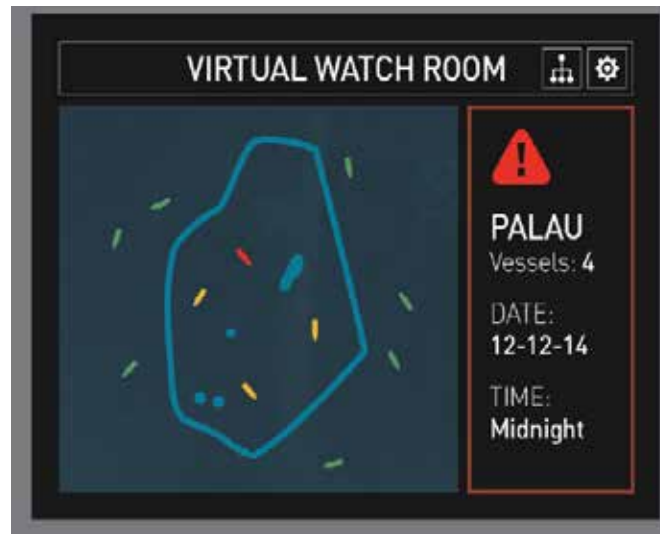 VIRTUAL WATCH ROOM
PALAU
Vessels: 4
DATE:
12-12-14
TIME:
Midnight